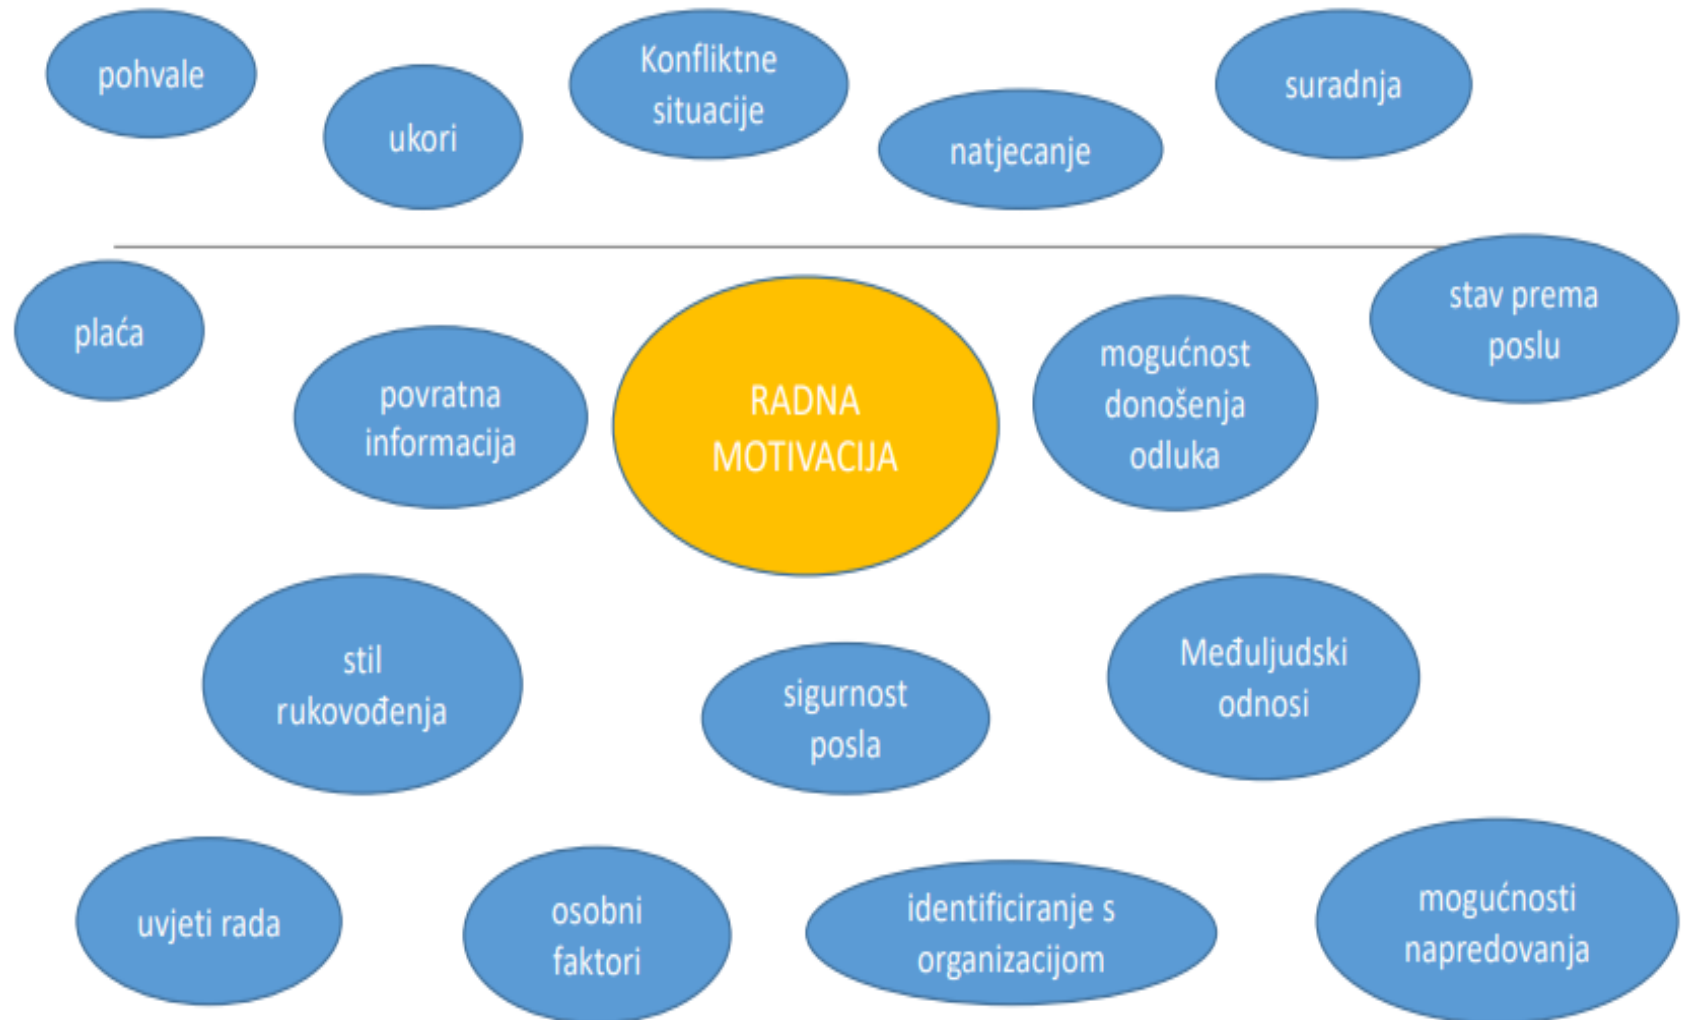 pohvale
ukori
Konfliktne
situacije
natjecanje
suradnja
plaća
povratna
informacija
RADNA
MOTIVACIJA
mogućnost
donošenja
odluka
stav prema
poslu
stil
rukovođenja
sigurnost
posla
Međuljudski
odnosi
uvjeti rada
osobni
faktori
identificiranje s
organizacijom
mogućnosti
napredovanja